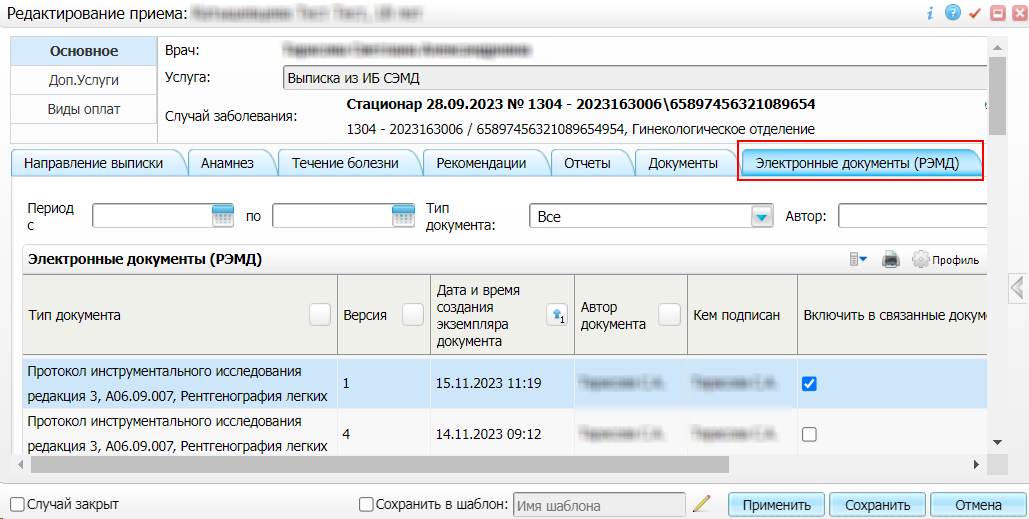 Редактирование приема:
Основное
Доп.Услуги
Виды оплат
Врач:
Услуга: Выписка из ИБ СЭМД
Случай заболевания:
Стационар 28.09.2023 № 1304 - 2023163006\65897456321089654
1304 - 2023163006 / 65897456321089654954, Гинекологическое отделение
Направление выписки Анамнез Течение болезни Рекомендации Отчеты Документы Электронные документы (РЭМД)
Период с по Тип документа: Все Автор:
Электронные документы (РЭМД) Профиль
Тип документа Версия Дата и время создания экземпляра документа 1 Автор документа Кем подписан Включить в связанные докуме
Протокол инструментального исследования
редакция 3, A06.09.007, Рентгенография легких 1 15.11.2023 11:19
Протокол инструментального исследования
редакция 3, A06.09.007, Рентгенография легких 4 14.11.2023 09:12
Случай закрыт Сохранить в шаблон: Имя шаблона Применить Сохранить Отмена